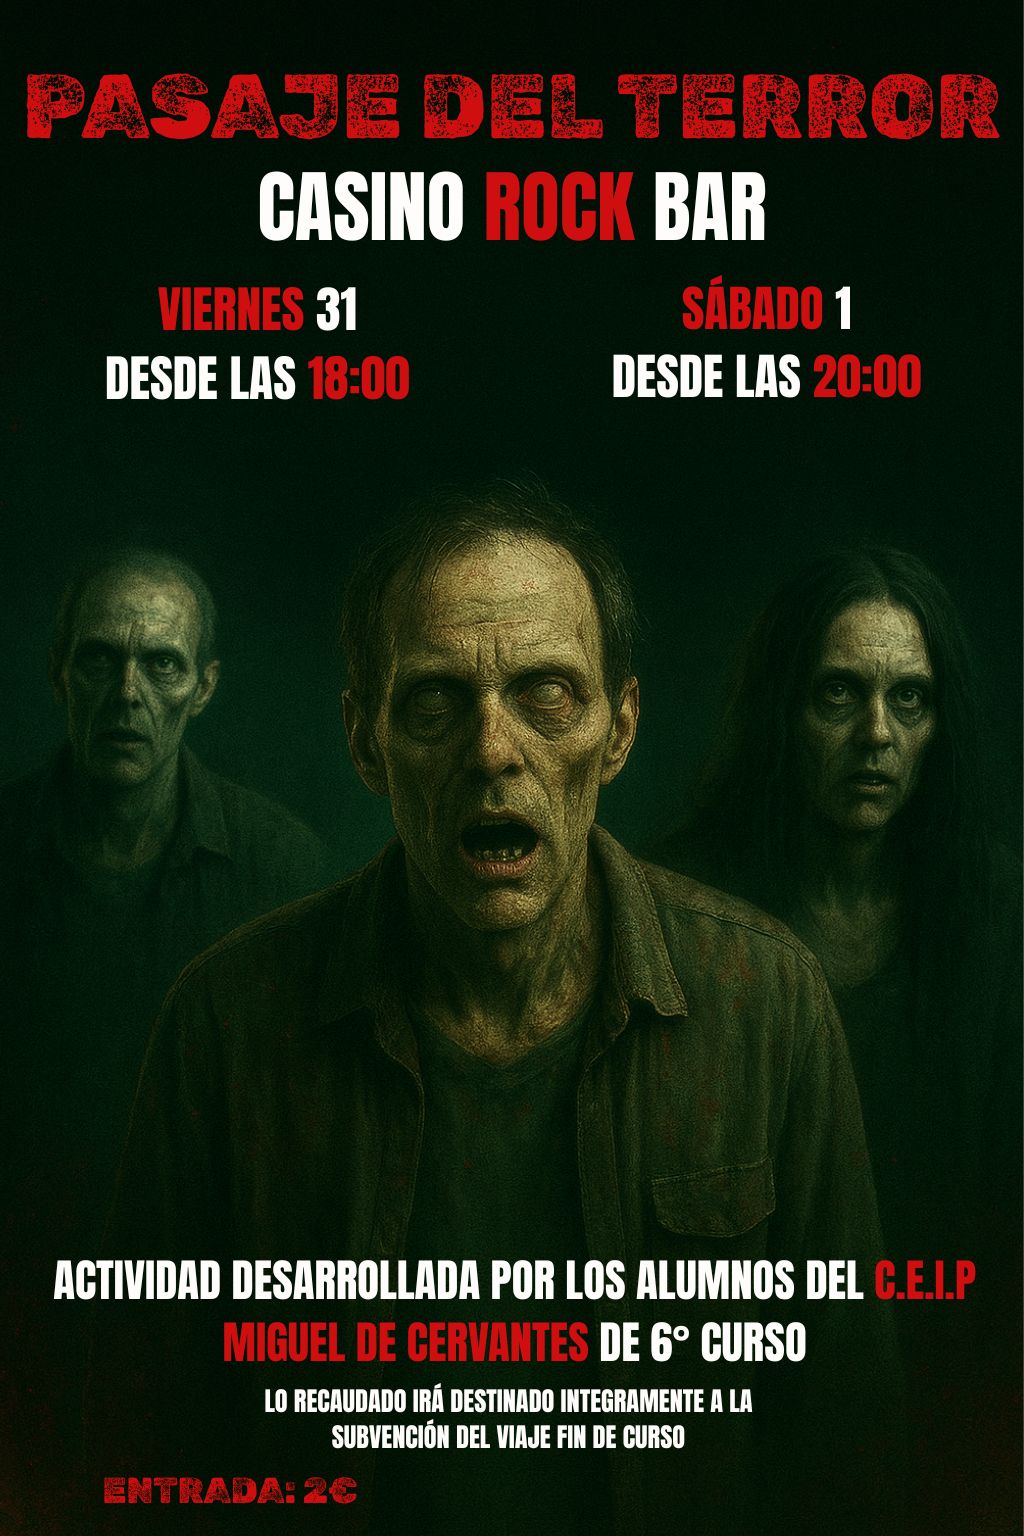 PASAJE DEL TERROR
CASINO ROCK BAR
VIERNES 31
DESDE LAS 18:00
SÁBADO 1
DESDE LAS 20:00
ACTIVIDAD DESARROLLADA POR LOS ALUMNOS DEL C.E.I.P
MIGUEL DE CERVANTES DE 6º CURSO
LO RECAUDADO IRÁ DESTINADO INTEGRAMENTE A LA
SUBVENCIÓN DEL VIAJE FIN DE CURSO
ENTRADA: 2€